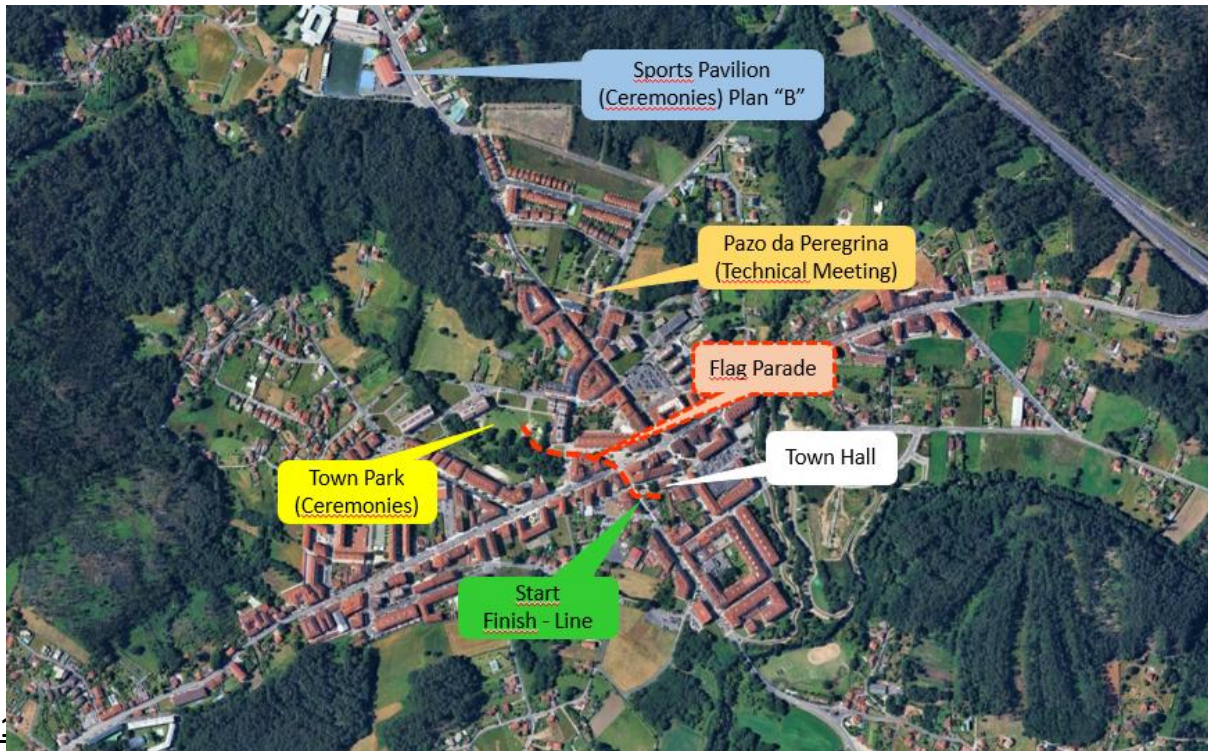 Sports Pavilion
(Ceremonies) Plan “B”
Pazo da Peregrina
(Technical Meeting)
Flag Parade
Town Hall
Town Park
(Ceremonies)
Start
Finish - Line